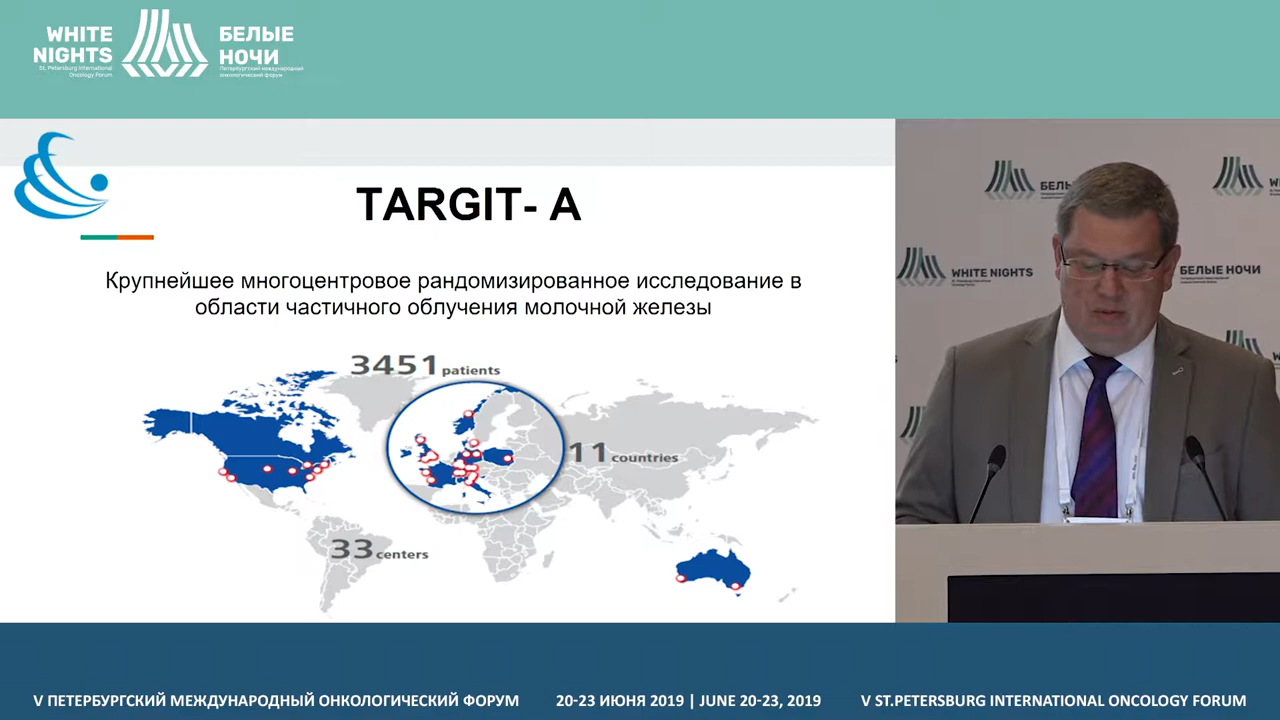 WHITE
NIGHTS
St. Petersburg International
Oncology Forum
БЕЛЫЕ
НОЧИ
Петербургский международный
онкологический форум
TARGIT- A
Крупнейшее многоцентровое рандомизированное исследование в
области частичного облучения молочной железы
3451 patients
11 countries
33 centers
БЕЛЫ
W
WHITE NIGHTS
БЕЛЫЕ НОЧИ
V ПЕТЕРБУРГСКИЙ МЕЖДУНАРОДНЫЙ ОНКОЛОГИЧЕСКИЙ ФОРУМ
20-23 ИЮНЯ 2019 | JUNE 20-23, 2019
V ST.PETERSBURG INTERNATIONAL ONCOLOGY FORUM